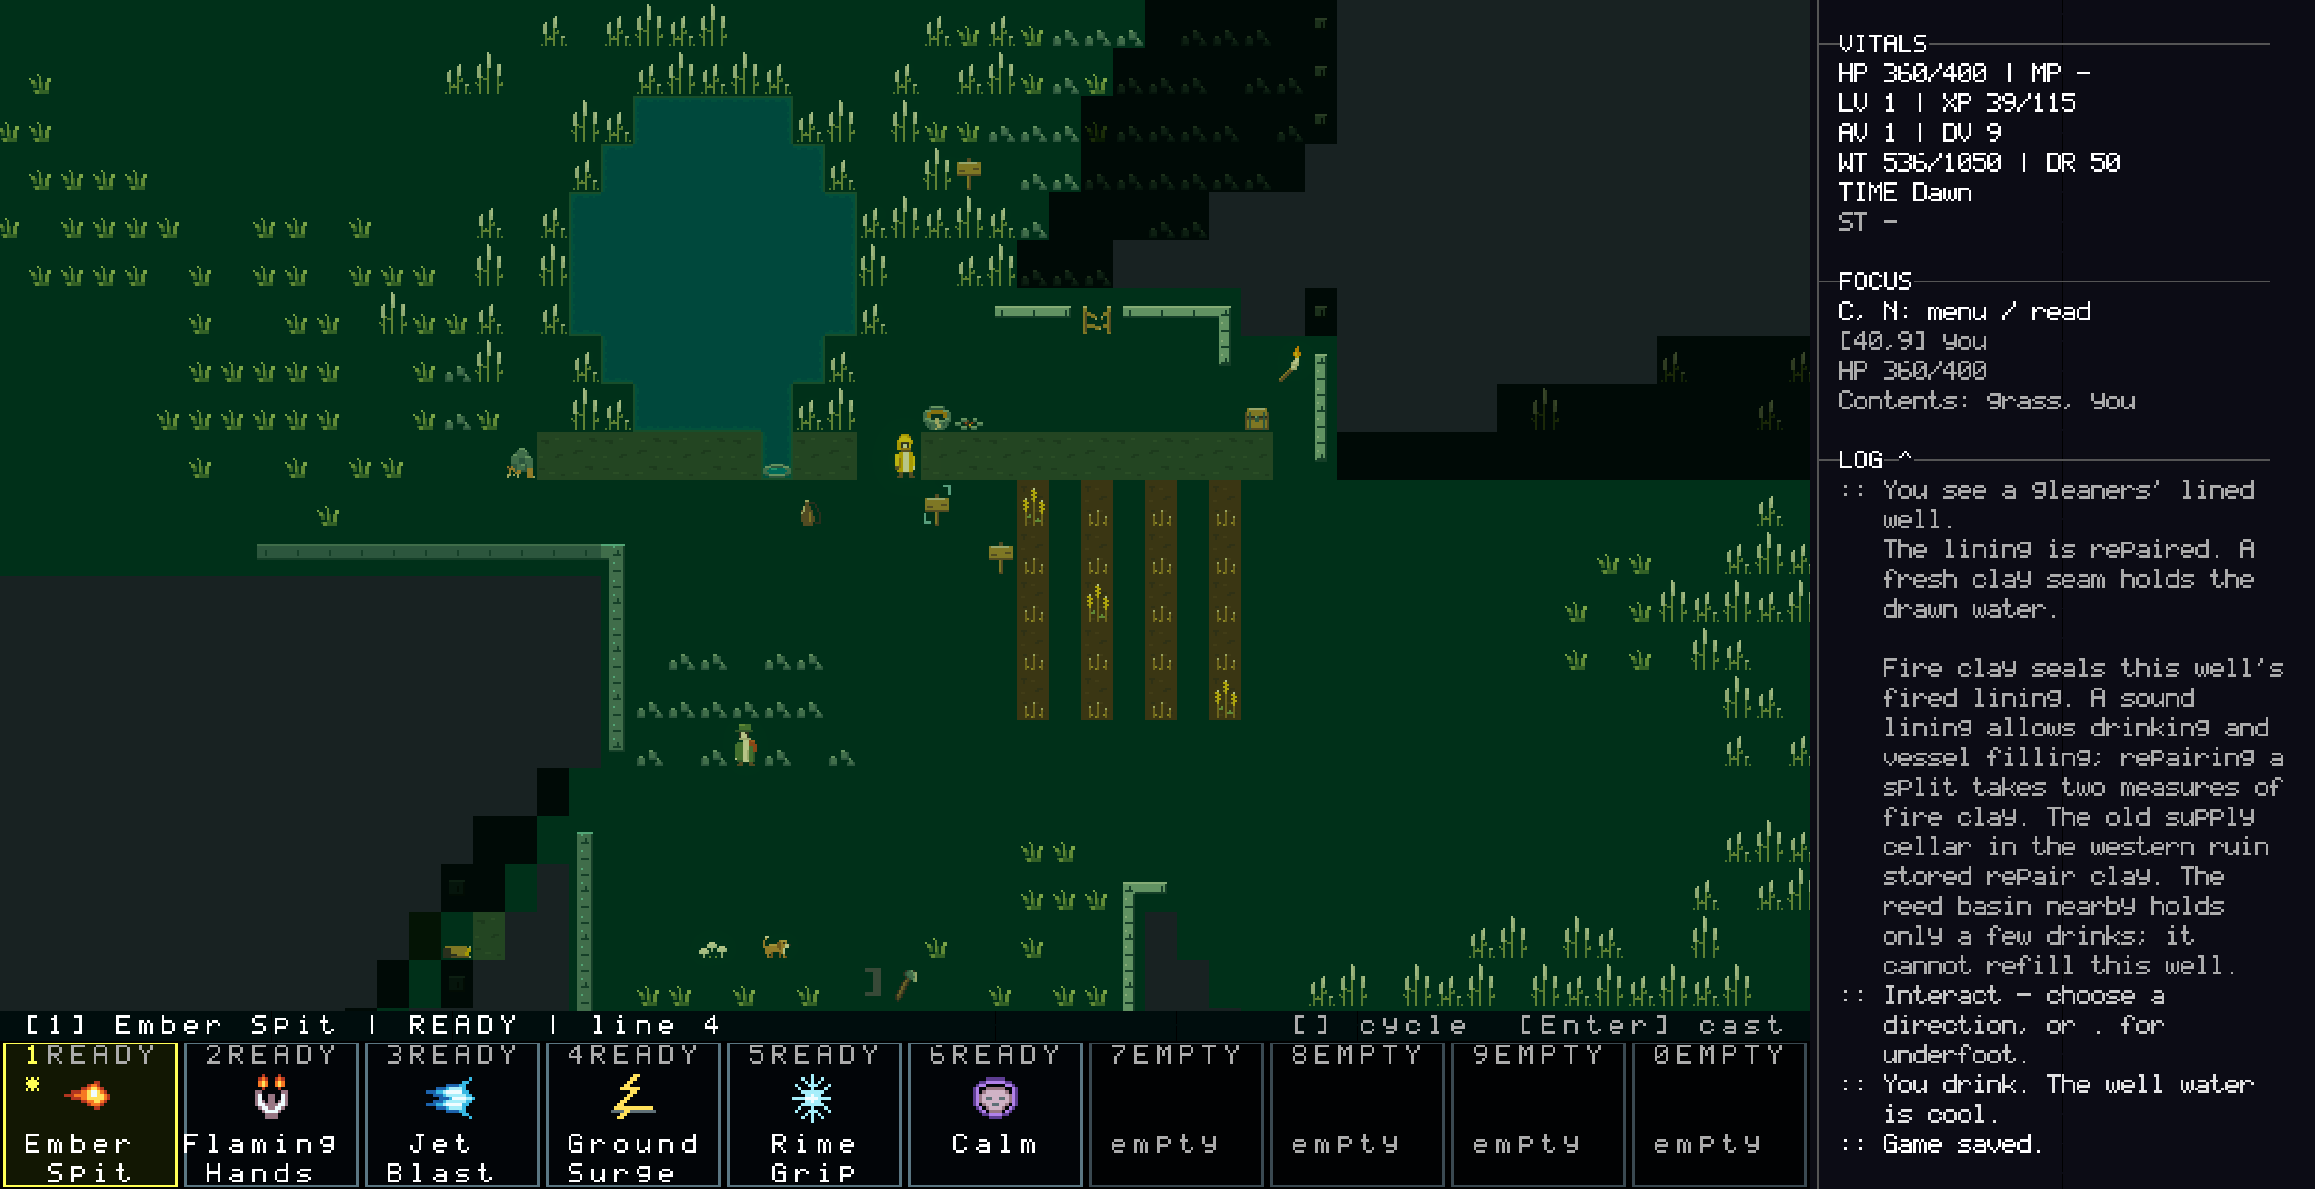 VITALS
HP 360/400 | MP -
LV 1 | XP 39/115
AV 1 | DV 9
WT 536/1050 | DR 50
TIME Dawn
ST -
FOCUS
C, N: menu / read
[40,9] you
HP 360/400
Contents: grass, you
LOG ^
:: You see a gleaners' lined
well.
The lining is repaired. A
fresh clay seam holds the
drawn water.
Fire clay seals this well's
fired lining. A sound
lining allows drinking and
vessel filling; repairing a
split takes two measures of
fire clay. The old supply
cellar in the western ruin
stored repair clay. The
reed basin nearby holds
only a few drinks; it
cannot refill this well.
:: Interact - choose a
direction, or . for
underfoot.
:: You drink. The well water
is cool.
:: Game saved.
[1] Ember Spit | READY | line 4
[] cycle [Enter] cast
1READY 2READY 3READY 4READY 5READY 6READY 7EMPTY 8EMPTY 9EMPTY 0EMPTY
Ember Flaming Jet Ground Rime Calm empty empty empty empty
Spit Hands Blast Surge Grip